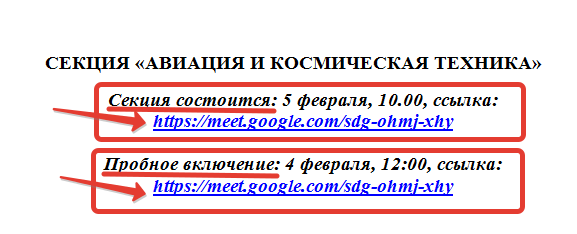 СЕКЦИЯ «АВИАЦИЯ И КОСМИЧЕСКАЯ ТЕХНИКА»
Секция состоится: 5 февраля, 10.00, ссылка:
https://meet.google.com/sdg-ohmj-xhy
Пробное включение: 4 февраля, 12:00, ссылка:
https://meet.google.com/sdg-ohmj-xhy